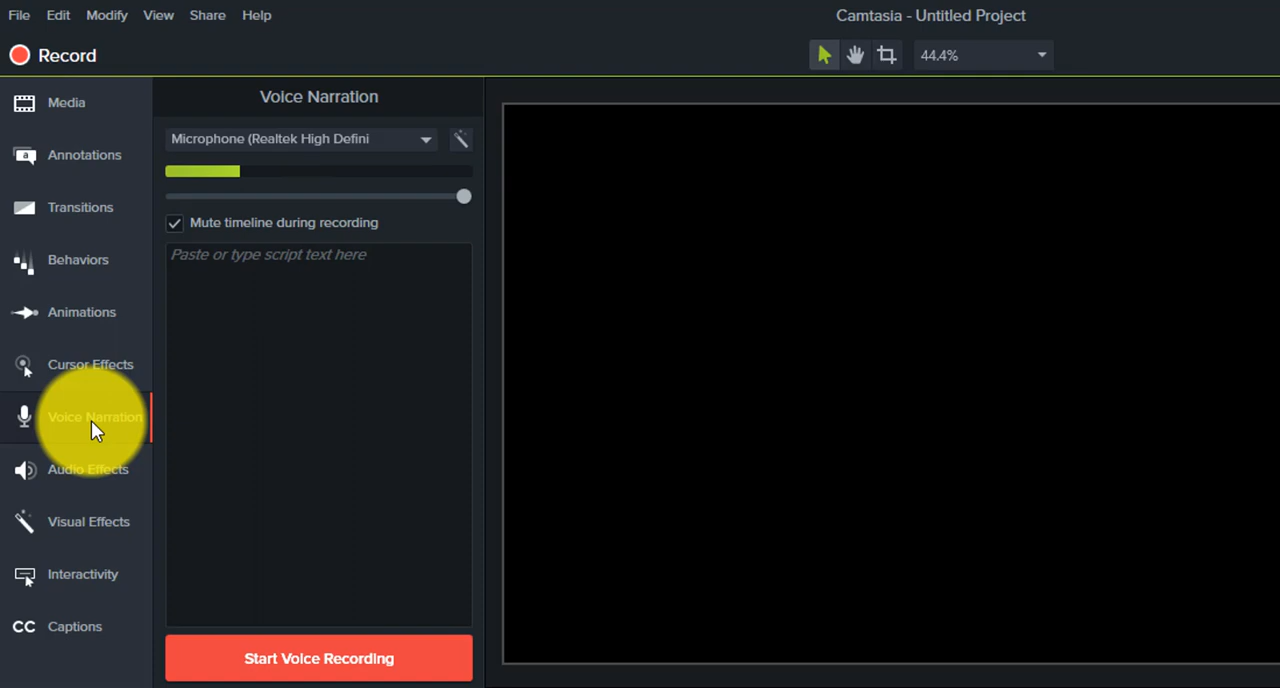 File Edit Modify View Share Help
Camtasia - Untitled Project
Record
44.4%
Media
Annotations
Transitions
Behaviors
Animations
Cursor Effects
Voice Narration
Audio Effects
Visual Effects
Interactivity
CC Captions
Voice Narration
Microphone (Realtek High Defini
Mute timeline during recording
Paste or type script text here
Start Voice Recording